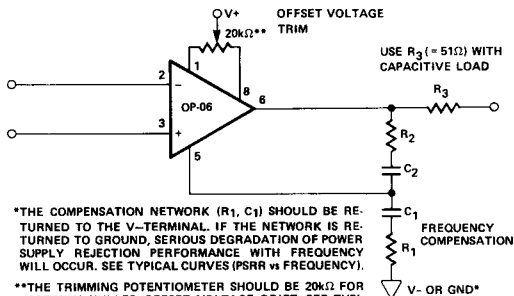 V+
OFFSET VOLTAGE
TRIM
20kΩ**
USE R3 (=51Ω) WITH
CAPACITIVE LOAD
1
2
−
8
6
R3
OP-06
3
+
R2
5
C2
C1
FREQUENCY
COMPENSATION
R1
V- OR GND*
*THE COMPENSATION NETWORK (R1, C1) SHOULD BE RE-
TURNED TO THE V–TERMINAL. IF THE NETWORK IS RE-
TURNED TO GROUND, SERIOUS DEGRADATION OF POWER
SUPPLY REJECTION PERFORMANCE WITH FREQUENCY
WILL OCCUR. SEE TYPICAL CURVES (PSRR vs FREQUENCY).
**THE TRIMMING POTENTIOMETER SHOULD BE 20kΩ FOR